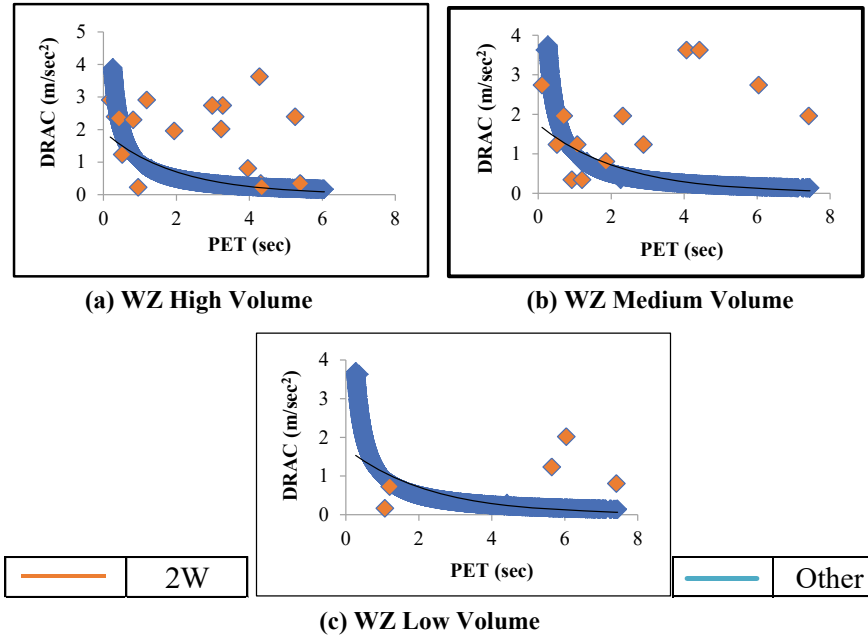 5
4
3
2
1
0
0 2 4 6 8
DRAC (m/sec²)
PET (sec)
(a) WZ High Volume
4
3
2
1
0
0 2 4 6 8
DRAC (m/sec²)
PET (sec)
(b) WZ Medium Volume
4
3
2
1
0
0 2 4 6 8
DRAC (m/sec²)
PET (sec)
2W
Other
(c) WZ Low Volume